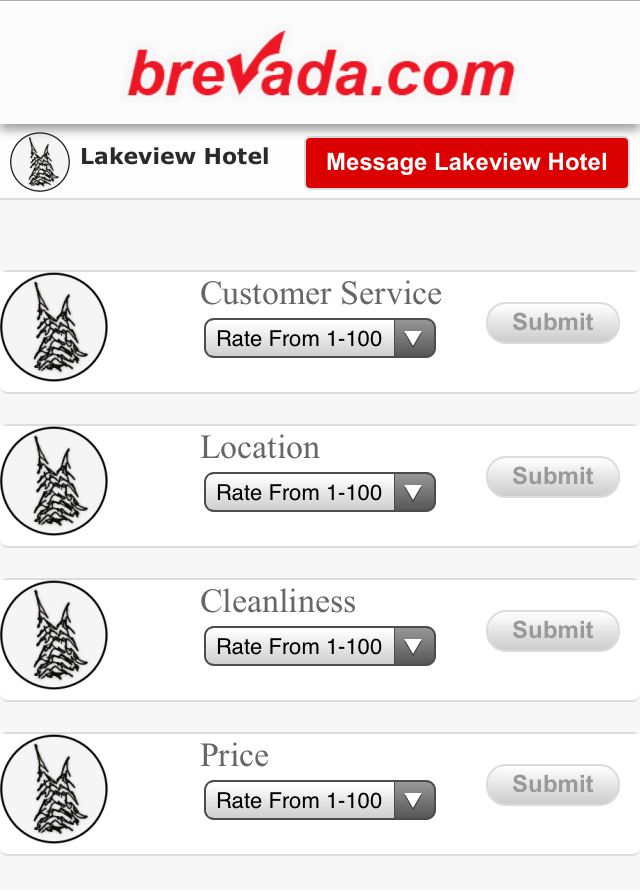 brevada.com
Lakeview Hotel
Message Lakeview Hotel
Customer Service
Rate From 1-100
Submit
Location
Rate From 1-100
Submit
Cleanliness
Rate From 1-100
Submit
Price
Rate From 1-100
Submit